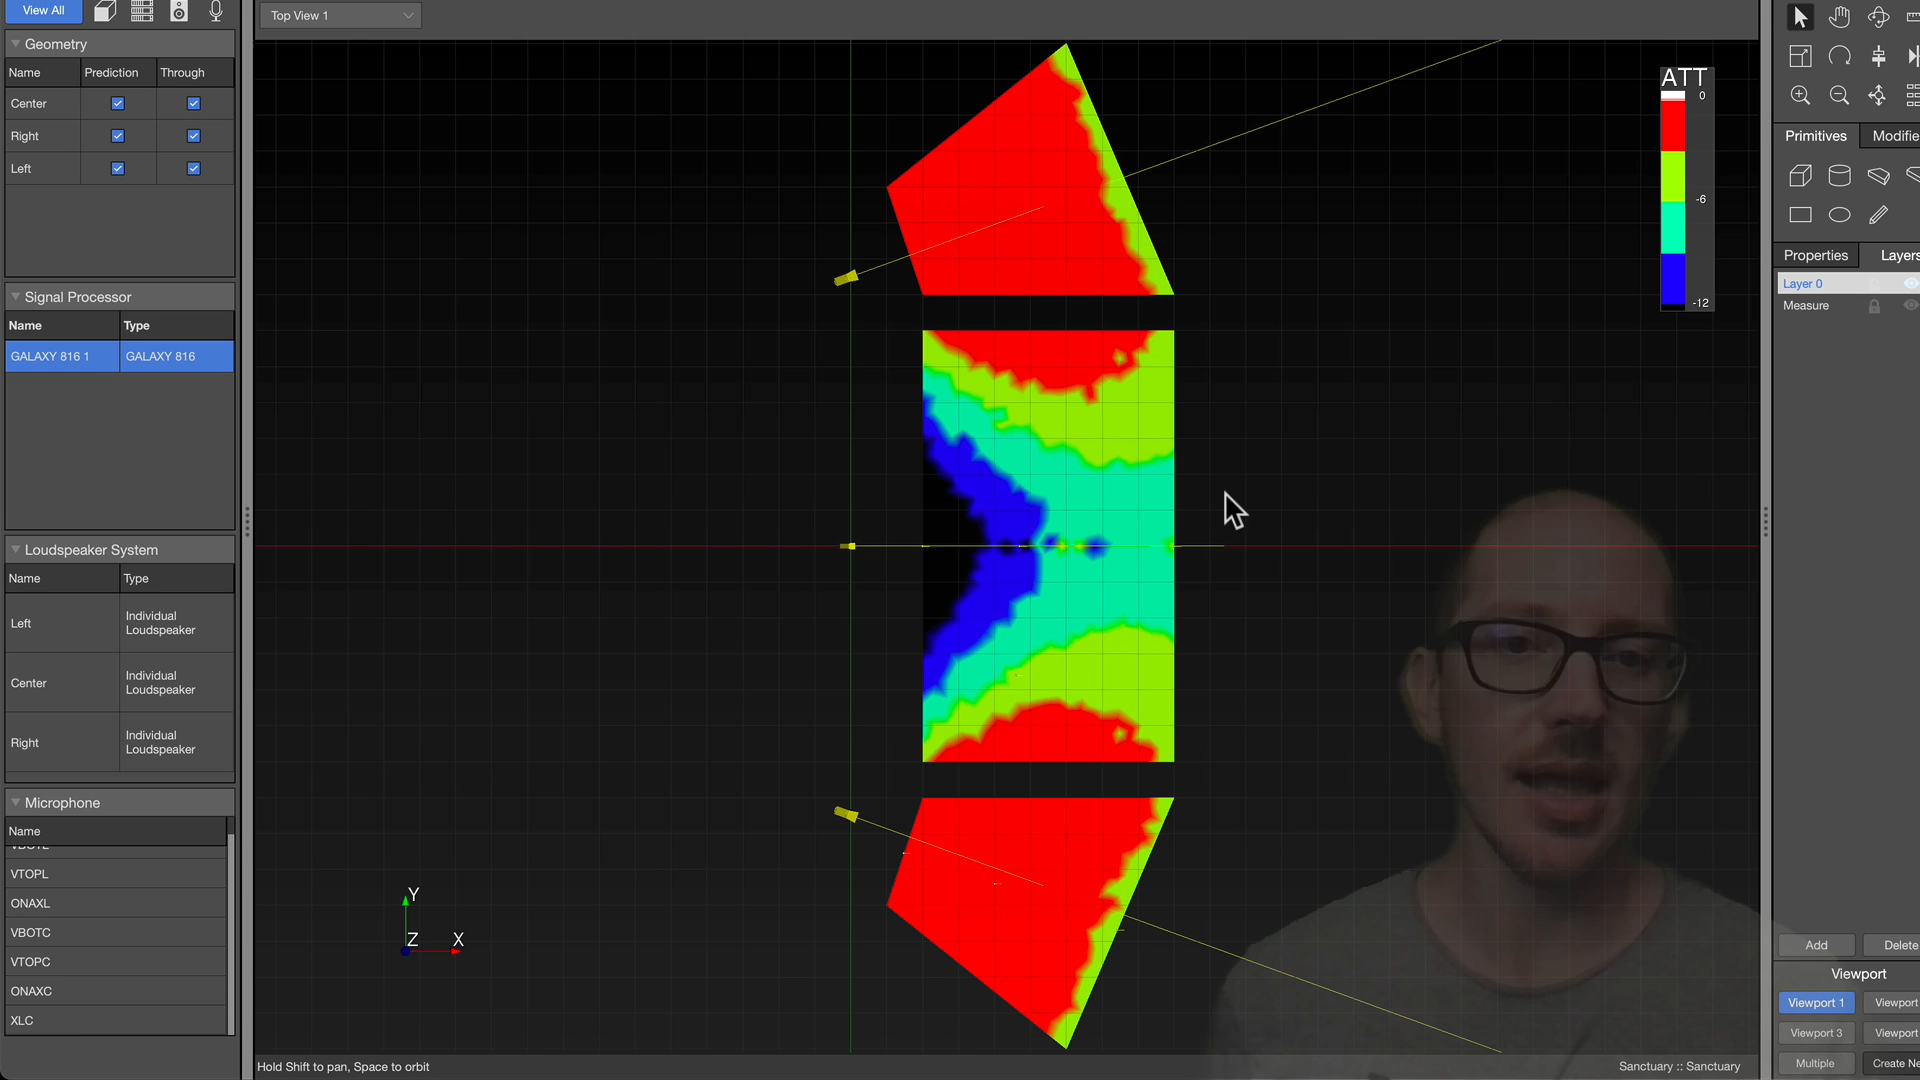 View All
Top View 1
Geometry
Name Prediction Through
Center
Right
Left
Signal Processor
Name Type
GALAXY 816 1 GALAXY 816
Loudspeaker System
Name Type
Left Individual Loudspeaker
Center Individual Loudspeaker
Right Individual Loudspeaker
Microphone
Name
VTOPL
ONAXL
VBOTC
VTOPC
ONAXC
XLC
Y
Z X
Hold Shift to pan, Space to orbit
ATT
0
-6
-12
Sanctuary :: Sanctuary
Primitives Modifie
Properties Layers
Layer 0
Measure
Add Delete
Viewport
Viewport 1 Viewport
Viewport 3 Viewport
Multiple Create Ne